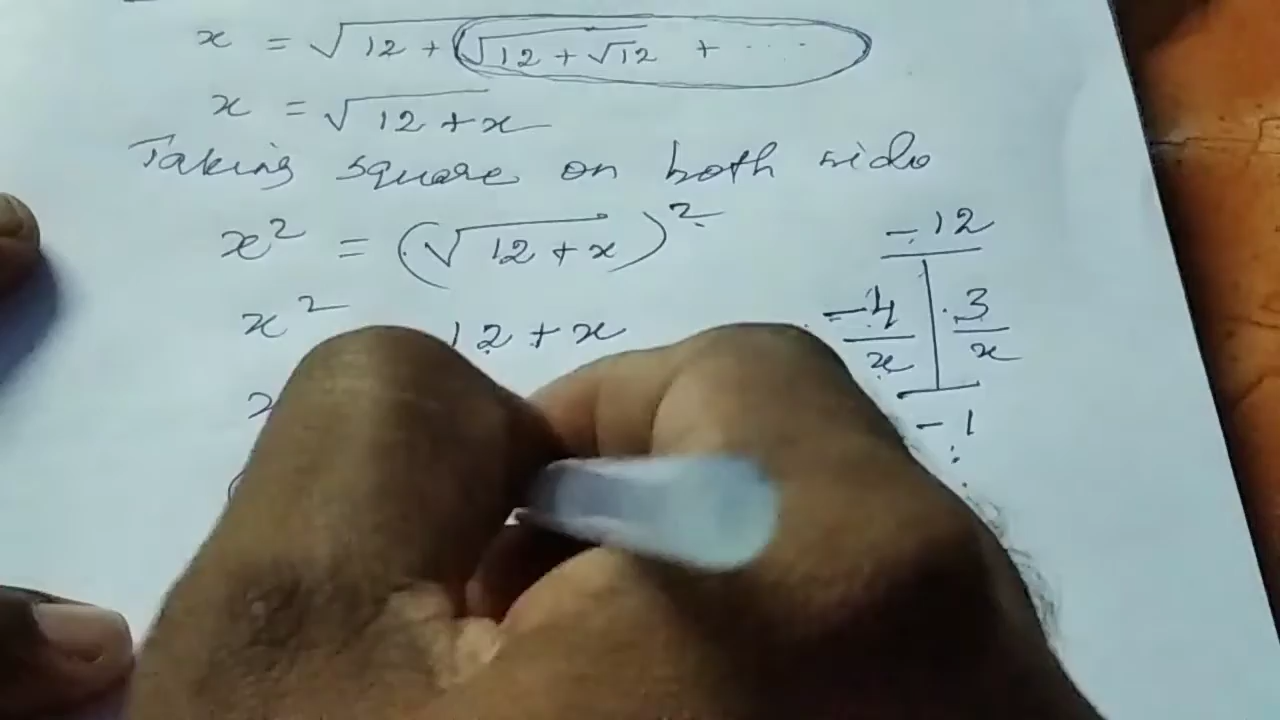 x = √12 + √12 + √12 + ....
x = √12 + x
Taking square on both side
x² = (√12 + x)²
x² 12 + x
-12
-4/x | 3/x
-1